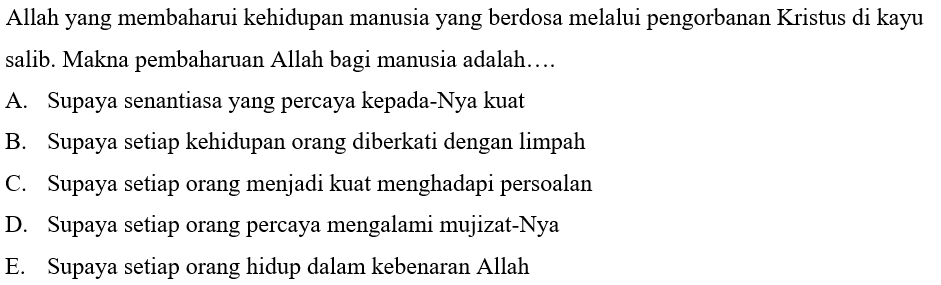 Allah yang membaharui kehidupan manusia yang berdosa melalui pengorbanan Kristus di kayu
salib. Makna pembaharuan Allah bagi manusia adalah….
A. Supaya senantiasa yang percaya kepada-Nya kuat
B. Supaya setiap kehidupan orang diberkati dengan limpah
C. Supaya setiap orang menjadi kuat menghadapi persoalan
D. Supaya setiap orang percaya mengalami mujizat-Nya
E. Supaya setiap orang hidup dalam kebenaran Allah